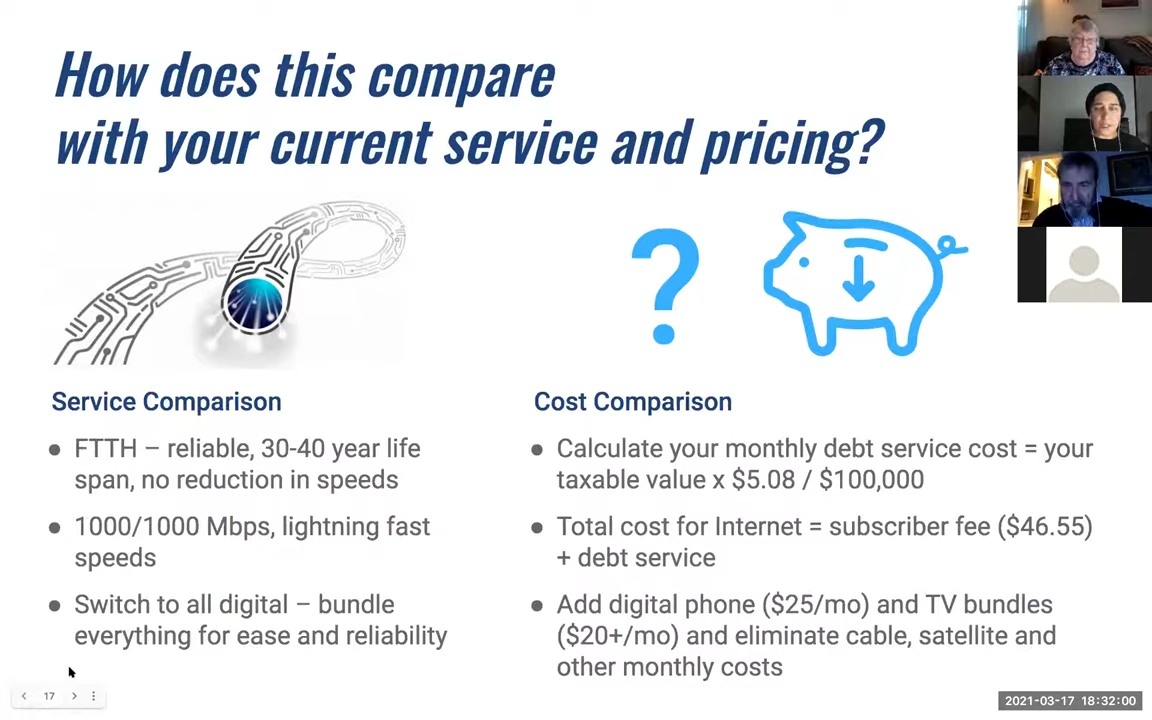 How does this compare
with your current service and pricing?
Service Comparison
● FTTH – reliable, 30-40 year life
span, no reduction in speeds
● 1000/1000 Mbps, lightning fast
speeds
● Switch to all digital – bundle
everything for ease and reliability
?
Cost Comparison
● Calculate your monthly debt service cost = your
taxable value x $5.08 / $100,000
● Total cost for Internet = subscriber fee ($46.55)
+ debt service
● Add digital phone ($25/mo) and TV bundles
($20+/mo) and eliminate cable, satellite and
other monthly costs
17
2021-03-17 18:32:00